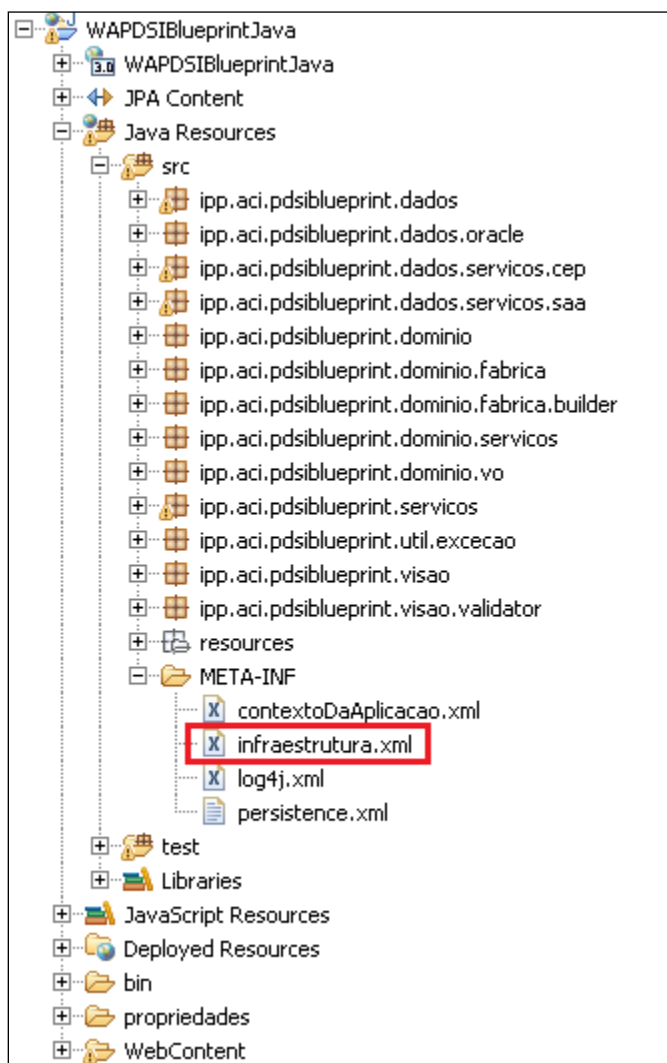 WAPDSIBlueprintJava
3.0 WAPDSIBlueprintJava
JPA Content
Java Resources
src
ipp.aci.pdsiblueprint.dados
ipp.aci.pdsiblueprint.dados.oracle
ipp.aci.pdsiblueprint.dados.servicos.cep
ipp.aci.pdsiblueprint.dados.servicos.saa
ipp.aci.pdsiblueprint.dominio
ipp.aci.pdsiblueprint.dominio.fabrica
ipp.aci.pdsiblueprint.dominio.fabrica.builder
ipp.aci.pdsiblueprint.dominio.servicos
ipp.aci.pdsiblueprint.dominio.vo
ipp.aci.pdsiblueprint.servicos
ipp.aci.pdsiblueprint.util.excecao
ipp.aci.pdsiblueprint.visao
ipp.aci.pdsiblueprint.visao.validator
resources
META-INF
X contextoDaAplicacao.xml
X infraestrutura.xml
X log4j.xml
persistence.xml
test
Libraries
JavaScript Resources
Deployed Resources
bin
propriedades
WebContent